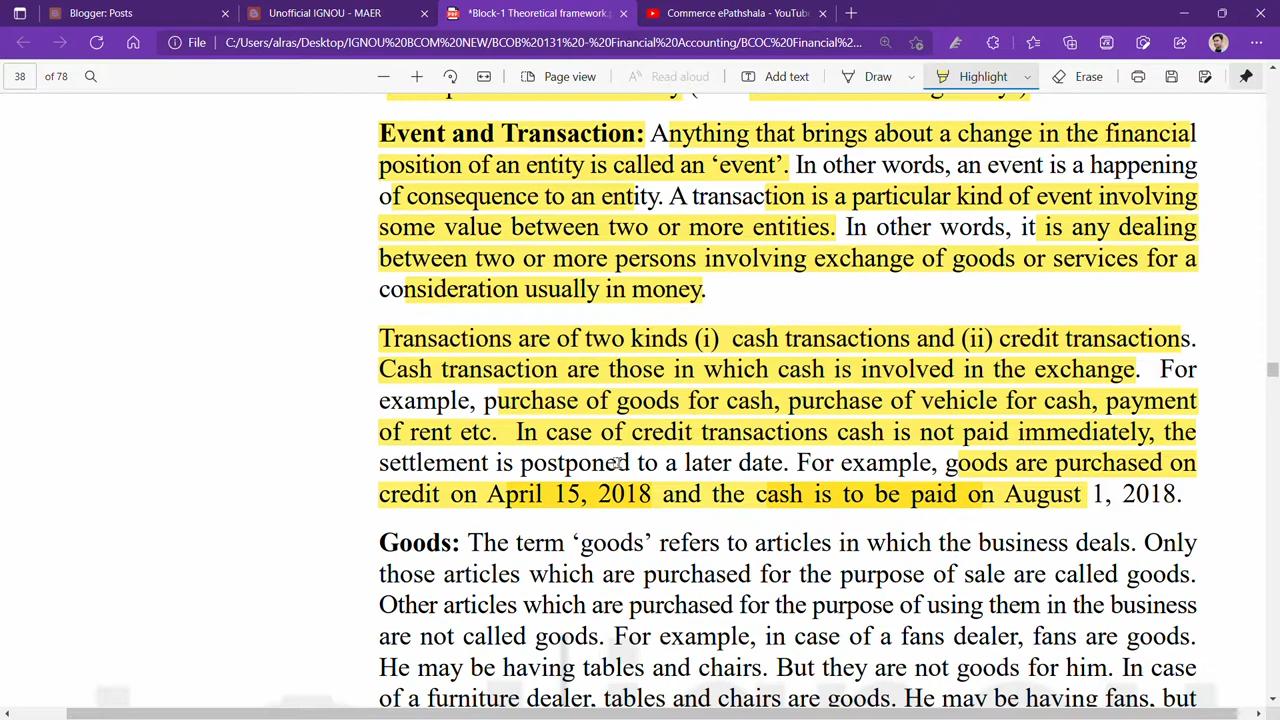 Blogger: Posts
Unofficial IGNOU - MAER
*Block-1 Theoretical framework.
Commerce ePathshala - YouTub
File C:/Users/alras/Desktop/IGNOU%20BCOM%20NEW/BCOB%20131%20-%20Financial%20Accounting/BCOC%20Financial%2...
38 of 78
Page view
Read aloud
Add text
Draw
Highlight
Erase
Event and Transaction: Anything that brings about a change in the financial
position of an entity is called an ‘event’. In other words, an event is a happening
of consequence to an entity. A transaction is a particular kind of event involving
some value between two or more entities. In other words, it is any dealing
between two or more persons involving exchange of goods or services for a
consideration usually in money.
Transactions are of two kinds (i) cash transactions and (ii) credit transactions.
Cash transaction are those in which cash is involved in the exchange. For
example, purchase of goods for cash, purchase of vehicle for cash, payment
of rent etc. In case of credit transactions cash is not paid immediately, the
settlement is postponed to a later date. For example, goods are purchased on
credit on April 15, 2018 and the cash is to be paid on August 1, 2018.
Goods: The term ‘goods’ refers to articles in which the business deals. Only
those articles which are purchased for the purpose of sale are called goods.
Other articles which are purchased for the purpose of using them in the business
are not called goods. For example, in case of a fans dealer, fans are goods.
He may be having tables and chairs. But they are not goods for him. In case
of a furniture dealer, tables and chairs are goods. He may be having fans, but